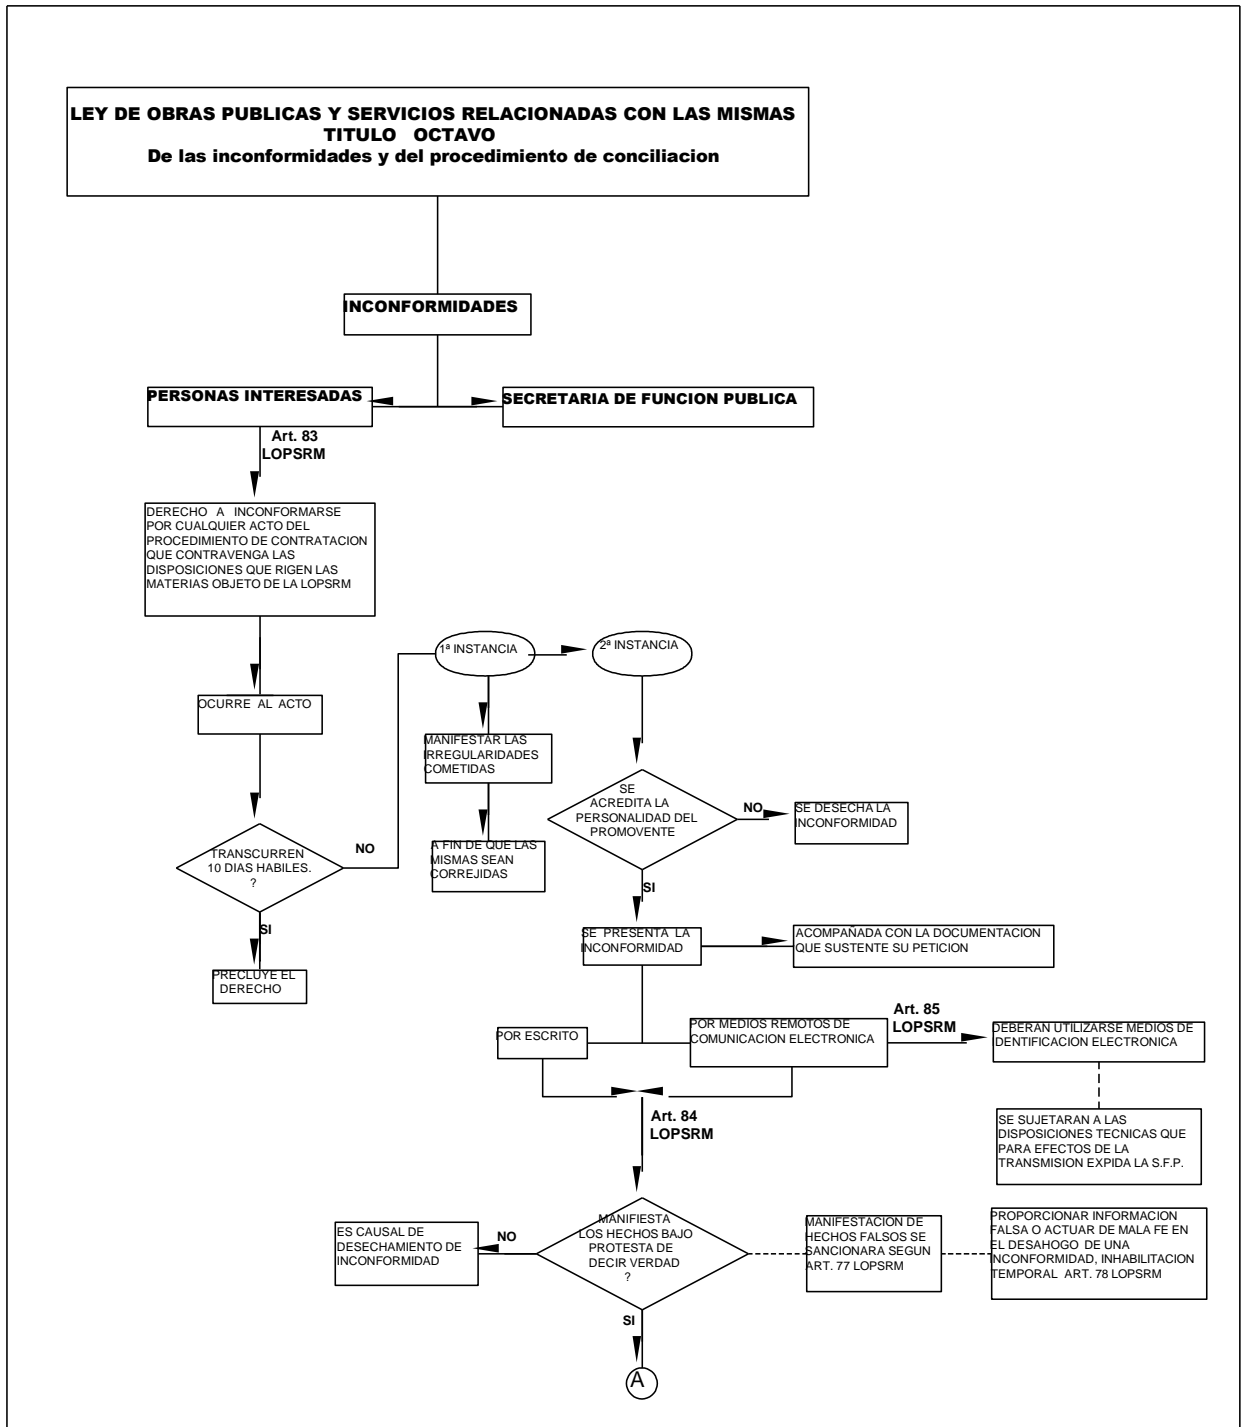 LEY DE OBRAS PUBLICAS Y SERVICIOS RELACIONADAS CON LAS MISMAS
TITULO OCTAVO
De las inconformidades y del procedimiento de conciliacion
INCONFORMIDADES
PERSONAS INTERESADAS
SECRETARIA DE FUNCION PUBLICA
Art. 83
LOPSRM
DERECHO A INCONFORMARSE
POR CUALQUIER ACTO DEL
PROCEDIMIENTO DE CONTRATACION
QUE CONTRAVENGA LAS
DISPOSICIONES QUE RIGEN LAS
MATERIAS OBJETO DE LA LOPSRM
OCURRE AL ACTO
TRANSCURREN
10 DIAS HABILES.
?
NO
SI
PRECLUYE EL
DERECHO
1ª INSTANCIA
2ª INSTANCIA
MANIFESTAR LAS
IRREGULARIDADES
COMETIDAS
A FIN DE QUE LAS
MISMAS SEAN
CORREJIDAS
SE
ACREDITA LA
PERSONALIDAD DEL
PROMOVENTE
NO
SE DESECHA LA
INCONFORMIDAD
SI
SE PRESENTA LA
INCONFORMIDAD
ACOMPAÑADA CON LA DOCUMENTACION
QUE SUSTENTE SU PETICION
POR ESCRITO
POR MEDIOS REMOTOS DE
COMUNICACION ELECTRONICA
Art. 85
LOPSRM
DEBERAN UTILIZARSE MEDIOS DE
IDENTIFICACION ELECTRONICA
SE SUJETARAN A LAS
DISPOSICIONES TECNICAS QUE
PARA EFECTOS DE LA
TRANSMISION EXPIDA LA S.F.P.
Art. 84
LOPSRM
MANIFIESTA
LOS HECHOS BAJO
PROTESTA DE
DECIR VERDAD
?
NO
ES CAUSAL DE
DESECHAMIENTO DE
INCONFORMIDAD
MANIFESTACION DE
HECHOS FALSOS SE
SANCIONARA SEGUN
ART. 77 LOPSRM
PROPORCIONAR INFORMACION
FALSA O ACTUAR DE MALA FE EN
EL DESAHOGO DE UNA
INCONFORMIDAD, INHABILITACION
TEMPORAL ART. 78 LOPSRM
SI
A